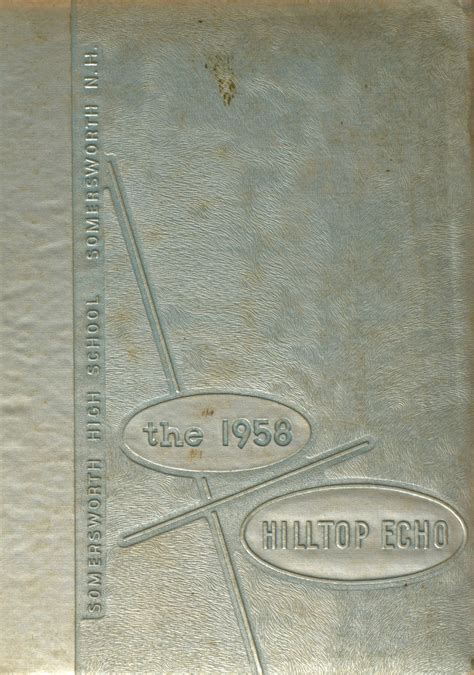 SOMERSWORTH HIGH SCHOOL SOMERSWORTH N.H.
the 1958
HILLTOP ECHO